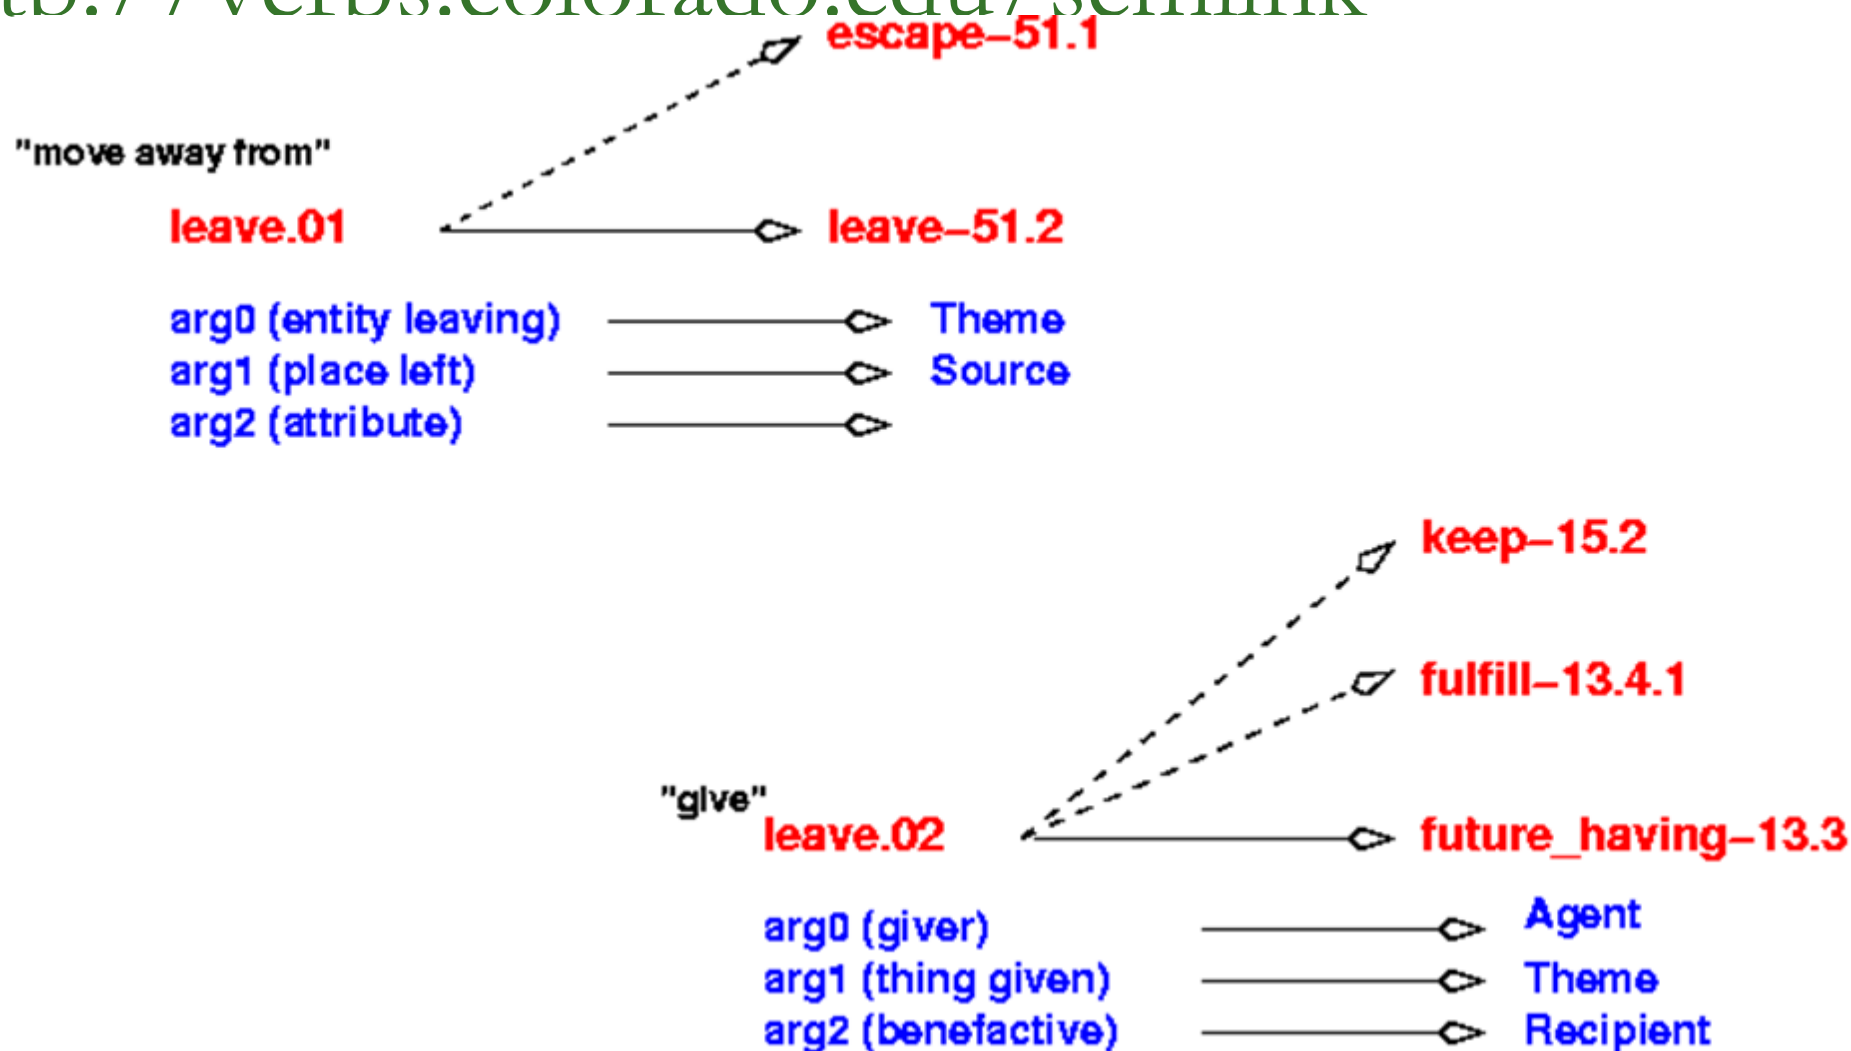 escape–51.1
"move away from"
leave.01 leave–51.2
arg0 (entity leaving) Theme
arg1 (place left) Source
arg2 (attribute)
keep–15.2
fulfill–13.4.1
"give"
leave.02 future_having–13.3
arg0 (giver) Agent
arg1 (thing given) Theme
arg2 (benefactive) Recipient